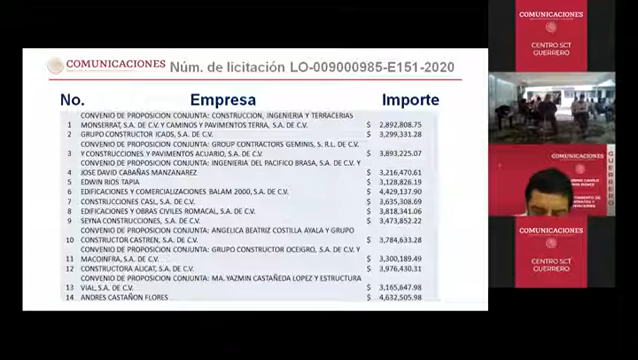 COMUNICACIONES
Núm. de licitación LO-009000985-E151-2020
No. Empresa Importe
CONVENIO DE PROPOSICION CONJUNTA: CONSTRUCCION, INGENIERIA Y TERRACERIAS
1 MONSERRAT, S.A. DE C.V. Y CAMINOS Y PAVIMENTOS TERRA, S.A. DE C.V. $ 2,892,808.75
2 GRUPO CONSTRUCTOR ICADS, S.A. DE C.V. $ 3,299,331.28
CONVENIO DE PROPOSICION CONJUNTA: GROUP CONTRACTORS GEMINIS, S. R.L. DE C.V.
3 Y CONSTRUCCIONES Y PAVIMENTOS ACUARIO, S.A. DE C.V. $ 3,893,225.07
CONVENIO DE PROPOSICION CONJUNTA: INGENIERIA DEL PACIFICO BRASA, S.A. DE C.V. Y
4 JOSE DAVID CABAÑAS MANZANAREZ $ 3,216,470.61
5 EDWIN RIOS TAPIA $ 3,128,826.19
6 EDIFICACIONES Y COMERCIALIZACIONES BALAM 2000, S.A. DE C.V. $ 4,429,137.90
7 CONSTRUCCIONES CASL, S.A. DE C.V. $ 3,635,308.69
8 EDIFICACIONES Y OBRAS CIVILES ROMACAL, S.A. DE C.V. $ 3,818,341.06
9 SEYNA CONSTRUCCIONES, S.A. DE C.V. $ 3,473,852.22
CONVENIO DE PROPOSICION CONJUNTA: ANGELICA BEATRIZ COSTILLA AYALA Y GRUPO
10 CONSTRUCTOR CASTREN, S.A. DE C.V. $ 3,784,633.28
CONVENIO DE PROPOSICION CONJUNTA: GRUPO CONSTRUCTOR OCEIGRO, S.A. DE C.V. Y
11 MACOINFRA, S.A. DE C.V. $ 3,300,189.49
12 CONSTRUCTORA ALICAT, S.A. DE C.V. $ 3,976,430.31
CONVENIO DE PROPOSICION CONJUNTA: MA. YAZMIN CASTAÑEDA LOPEZ Y ESTRUCTURA
13 VIAL, S.A. DE C.V. $ 3,165,647.98
14 ANDRES CASTAÑON FLORES $ 4,632,505.98
COMUNICACIONES
CENTRO SCT
GUERRERO
COMUNICACIONES
GUERRERO
COMUNICACIONES
CENTRO SCT
GUERRERO